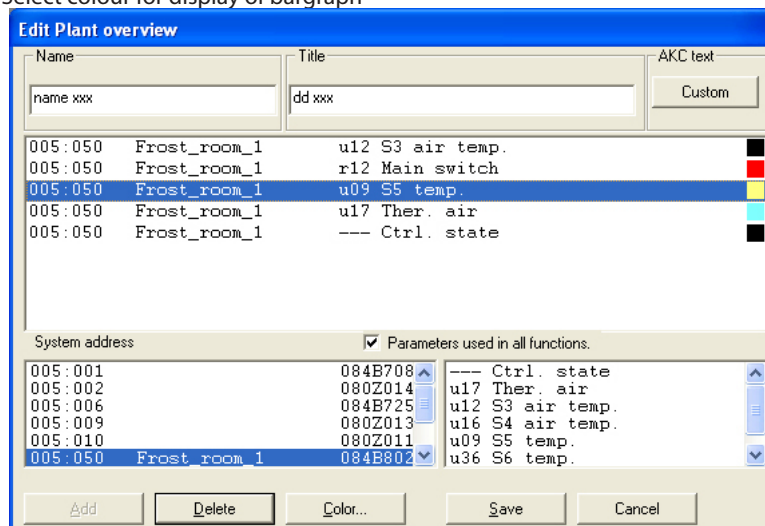 Select colour for display of bargraph
Edit Plant overview
Name Title AKC text
name xxx dd xxx Custom
005:050 Frost_room_1 u12 S3 air temp.
005:050 Frost_room_1 r12 Main switch
005:050 Frost_room_1 u09 S5 temp.
005:050 Frost_room_1 u17 Ther. air
005:050 Frost_room_1 --- Ctrl. state
System address Parameters used in all functions.
005:001 084B708 --- Ctrl. state
005:002 080Z014 u17 Ther. air
005:006 084B725 u12 S3 air temp.
005:009 080Z013 u16 S4 air temp.
005:010 080Z011 u09 S5 temp.
005:050 Frost_room_1 084B802 u36 S6 temp.
Add Delete Color... Save Cancel